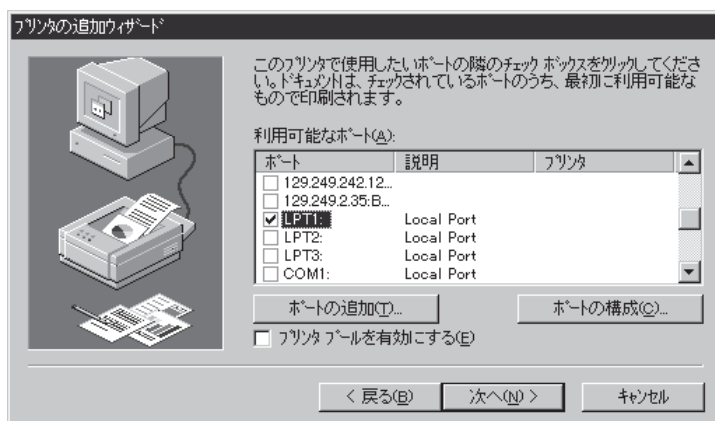 プリンタの追加ウィザード
このプリンタで使用したいポートの隣のチェック ボックスをクリックしてくださ
い。ドキュメントは、チェックされているポートのうち、最初に利用可能な
もので印刷されます。
利用可能なポート(A):
ポート 説明 プリンタ
129.249.242.12...
129.249.2.35:B...
LPT1: Local Port
LPT2: Local Port
LPT3: Local Port
COM1: Local Port
ポートの追加(T)... ポートの構成(C)...
プリンタ プールを有効にする(E)
< 戻る(B) 次へ(N) > キャンセル